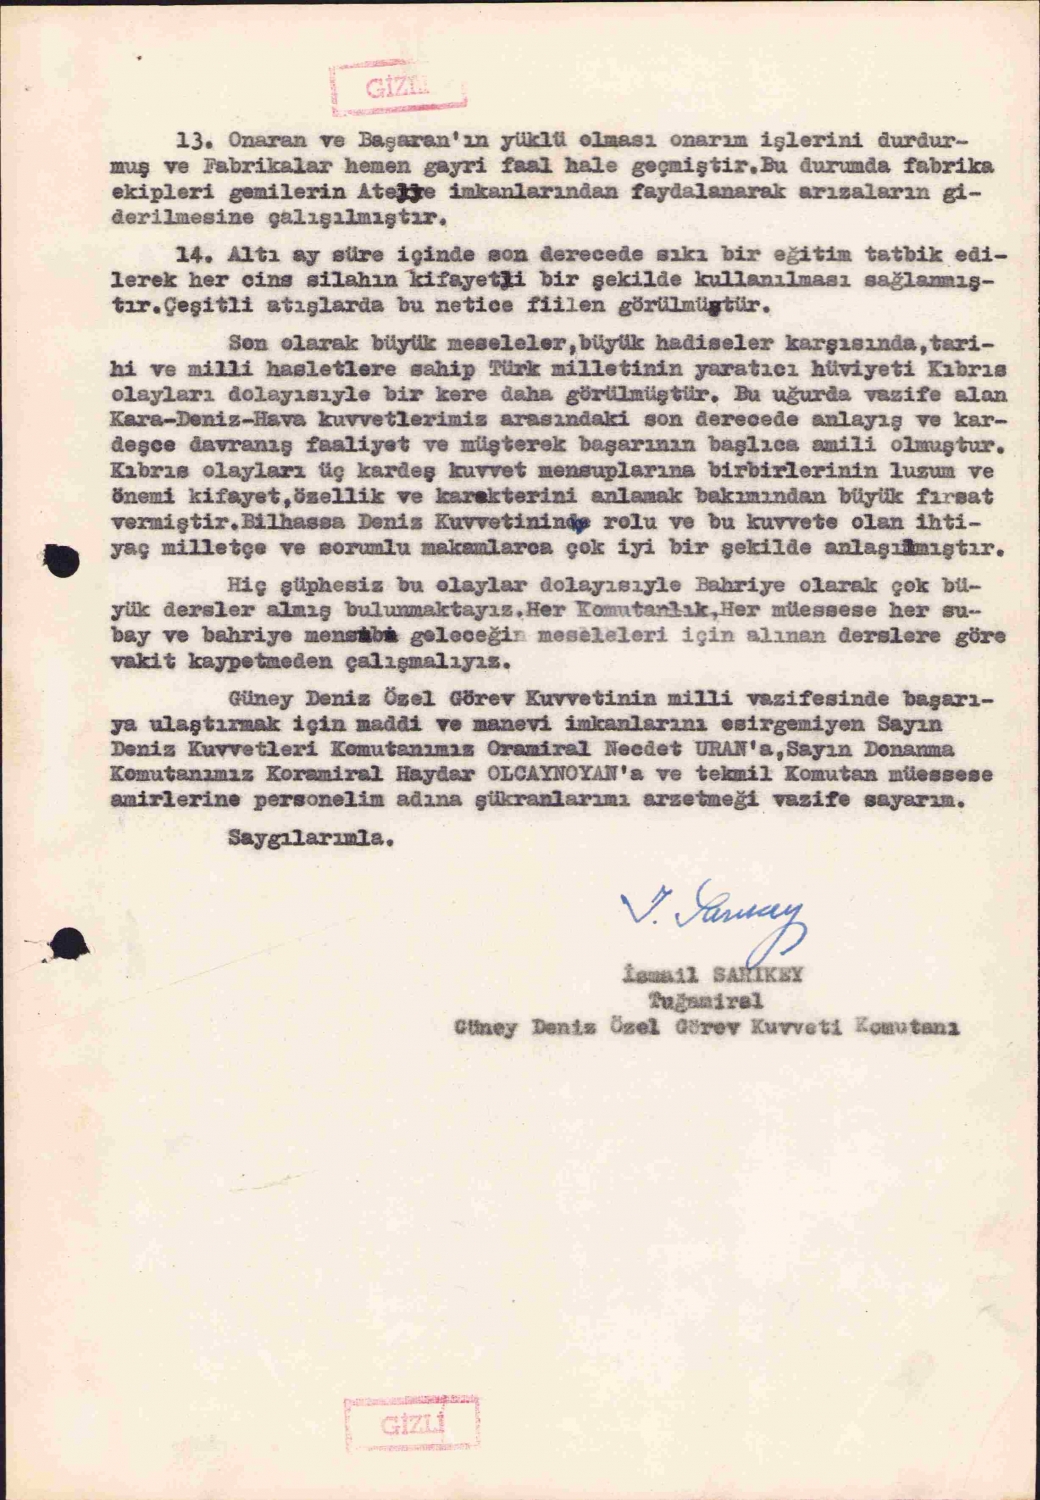 GİZLİ
13. Onaran ve Başaran'ın yüklü olması onarım işlerini durdur-
muş ve Fabrikalar hemen gayri faal hale geçmiştir.Bu durumda fabrika
ekipleri gemilerin Atelye imkanlarından faydalanarak arızaların gi-
derilmesine çalışılmıştır.
14. Altı ay süre içinde son derecede sıkı bir eğitim tatbik edi-
lerek her cins silahın kifayetli bir şekilde kullanılması sağlanmış-
tır.Çeşitli atışlarda bu netice fiilen görülmüştür.
Son olarak büyük meseleler,büyük hadiseler karşısında,tari-
hi ve milli hasletlere sahip Türk milletinin yaratıcı hüviyeti Kıbrıs
olayları dolayısiyle bir kere daha görülmüştür. Bu uğurda vazife alan
Kara-Deniz-Hava kuvvetlerimiz arasındaki son derecede anlayış ve kar-
deşce davranış faaliyet ve müşterek başarının başlıca amili olmuştur.
Kıbrıs olayları üç kardeş kuvvet mensuplarına birbirlerinin luzum ve
önemi kifayet,özellik ve karekterini anlamak bakımından büyük fırsat
vermiştir.Bilhassa Deniz Kuvvetinin rolu ve bu kuvvete olan ihti-
yaç milletçe ve sorumlu makamlarca çok iyi bir şekilde anlaşılmıştır.
Hiç şüphesiz bu olaylar dolayısiyle Bahriye olarak çok bü-
yük dersler almış bulunmaktayız.Her Komutanlık,Her müessese her su-
bay ve bahriye mensubu geleceğin meseleleri için alınan derslere göre
vakit kaypetmeden çalışmalıyız.
Güney Deniz Özel Görev Kuvvetinin milli vazifesinde başarı-
ya ulaştırmak için maddi ve manevi imkanlarını esirgemiyen Sayın
Deniz Kuvvetleri Komutanımız Oramiral Necdet URAN'a,Sayın Donanma
Komutanımız Koramiral Haydar OLCAYNOYAN'a ve tekmil Komutan müessese
amirlerine personelim adına şükranlarımı arzetmeği vazife sayarım.
Saygılarımla.
İ. Sarıkey
İsmail SARIKEY
Tuğamiral
Güney Deniz Özel Görev Kuvveti Komutanı
GİZLİ